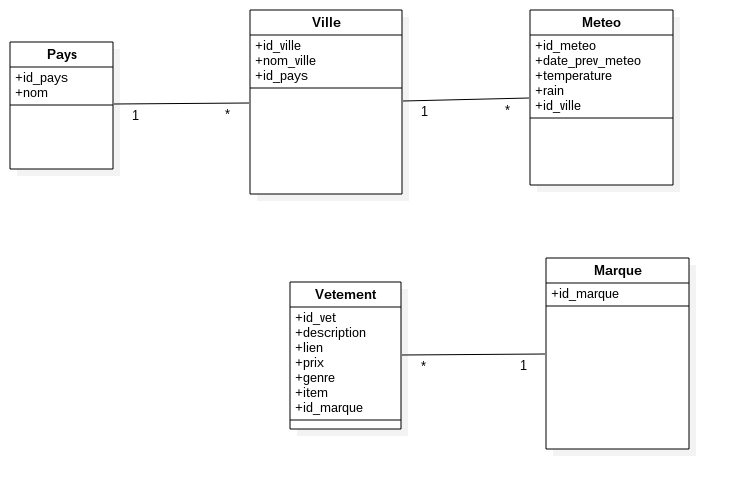 Pays
+id_pays
+nom
1
*
Ville
+id_ville
+nom_ville
+id_pays
1
*
Meteo
+id_meteo
+date_prev_meteo
+temperature
+rain
+id_ville
Vetement
+id_vet
+description
+lien
+prix
+genre
+item
+id_marque
*
1
Marque
+id_marque